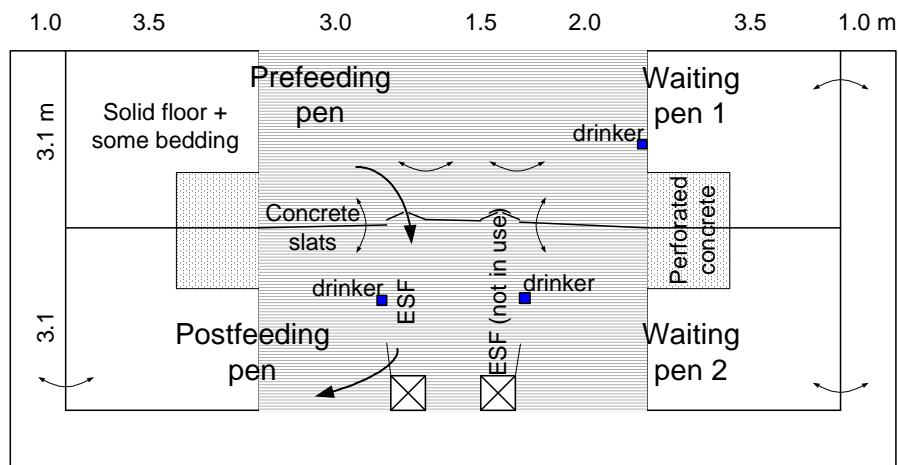 1.0 3.5 3.0 1.5 2.0 3.5 1.0 m
Prefeeding
pen
Waiting
pen 1
Solid floor +
some bedding
3.1 m
drinker
Concrete
slats
Perforated
concrete
drinker
ESF
ESF (not in use)
drinker
3.1
Postfeeding
pen
Waiting
pen 2